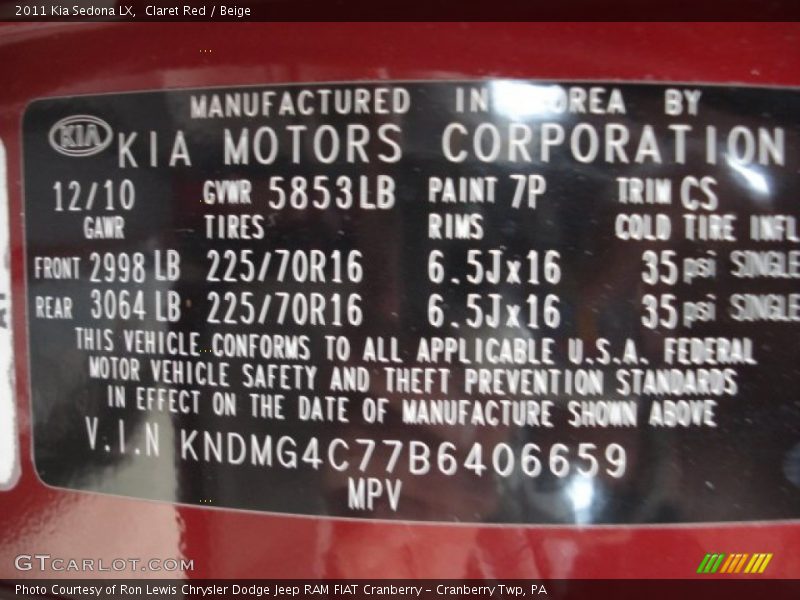 2011 Kia Sedona LX,  Claret Red / Beige
MANUFACTURED IN KOREA BY
KIA KIA MOTORS CORPORATION
12/10 GVWR 5853LB PAINT 7P TRIM CS
GAWR TIRES RIMS COLD TIRE INFL
FRONT 2998 LB 225/70R16 6.5Jx16 35psi SINGLE
REAR 3064 LB 225/70R16 6.5Jx16 35psi SINGLE
THIS VEHICLE CONFORMS TO ALL APPLICABLE U.S.A. FEDERAL
MOTOR VEHICLE SAFETY AND THEFT PREVENTION STANDARDS
IN EFFECT ON THE DATE OF MANUFACTURE SHOWN ABOVE
V.I.N KNDMG4C77B6406659
MPV
GTcarlot.com
Photo Courtesy of Ron Lewis Chrysler Dodge Jeep RAM FIAT Cranberry - Cranberry Twp, PA